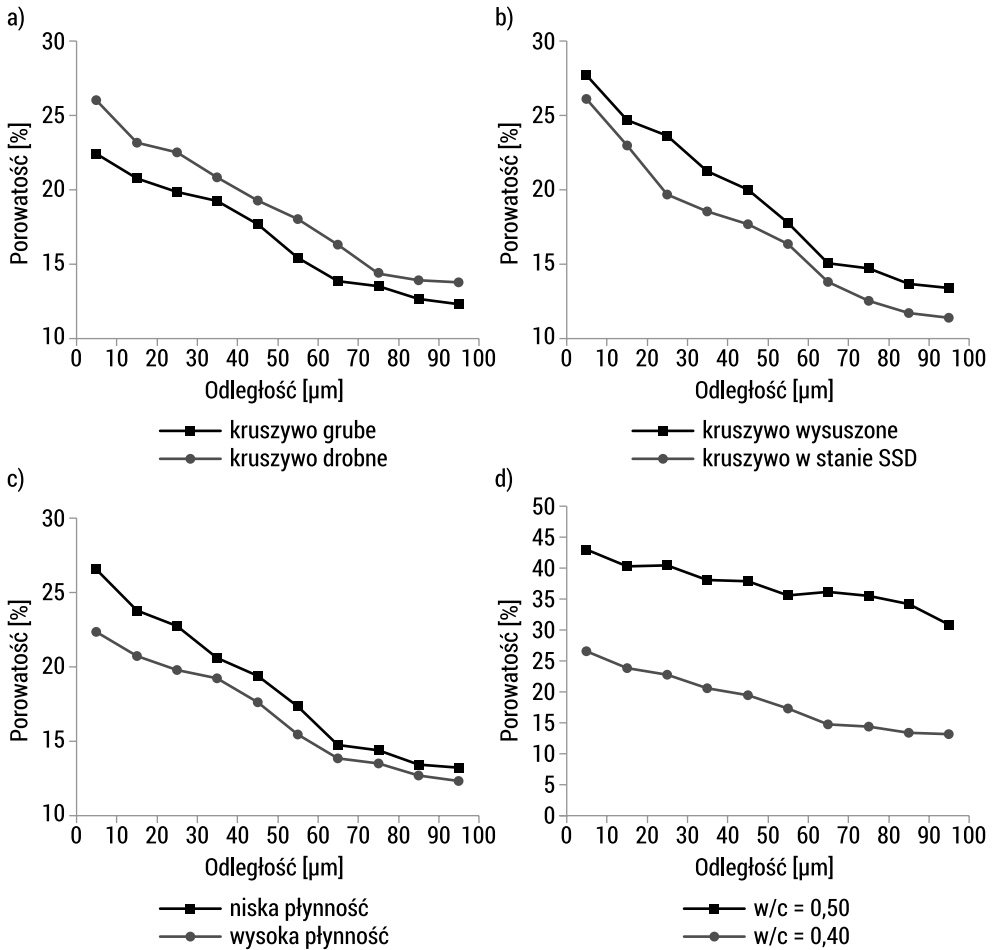 a)
30
25
20
15
10
Porowatość [%]
0 10 20 30 40 50 60 70 80 90 100
Odległość [µm]
kruszywo grube
kruszywo drobne
b)
30
25
20
15
10
Porowatość [%]
0 10 20 30 40 50 60 70 80 90 100
Odległość [µm]
kruszywo wysuszone
kruszywo w stanie SSD
c)
30
25
20
15
10
Porowatość [%]
0 10 20 30 40 50 60 70 80 90 100
Odległość [µm]
niska płynność
wysoka płynność
d)
50
45
40
35
30
25
20
15
10
5
0
Porowatość [%]
0 10 20 30 40 50 60 70 80 90 100
Odległość [µm]
w/c = 0,50
w/c = 0,40